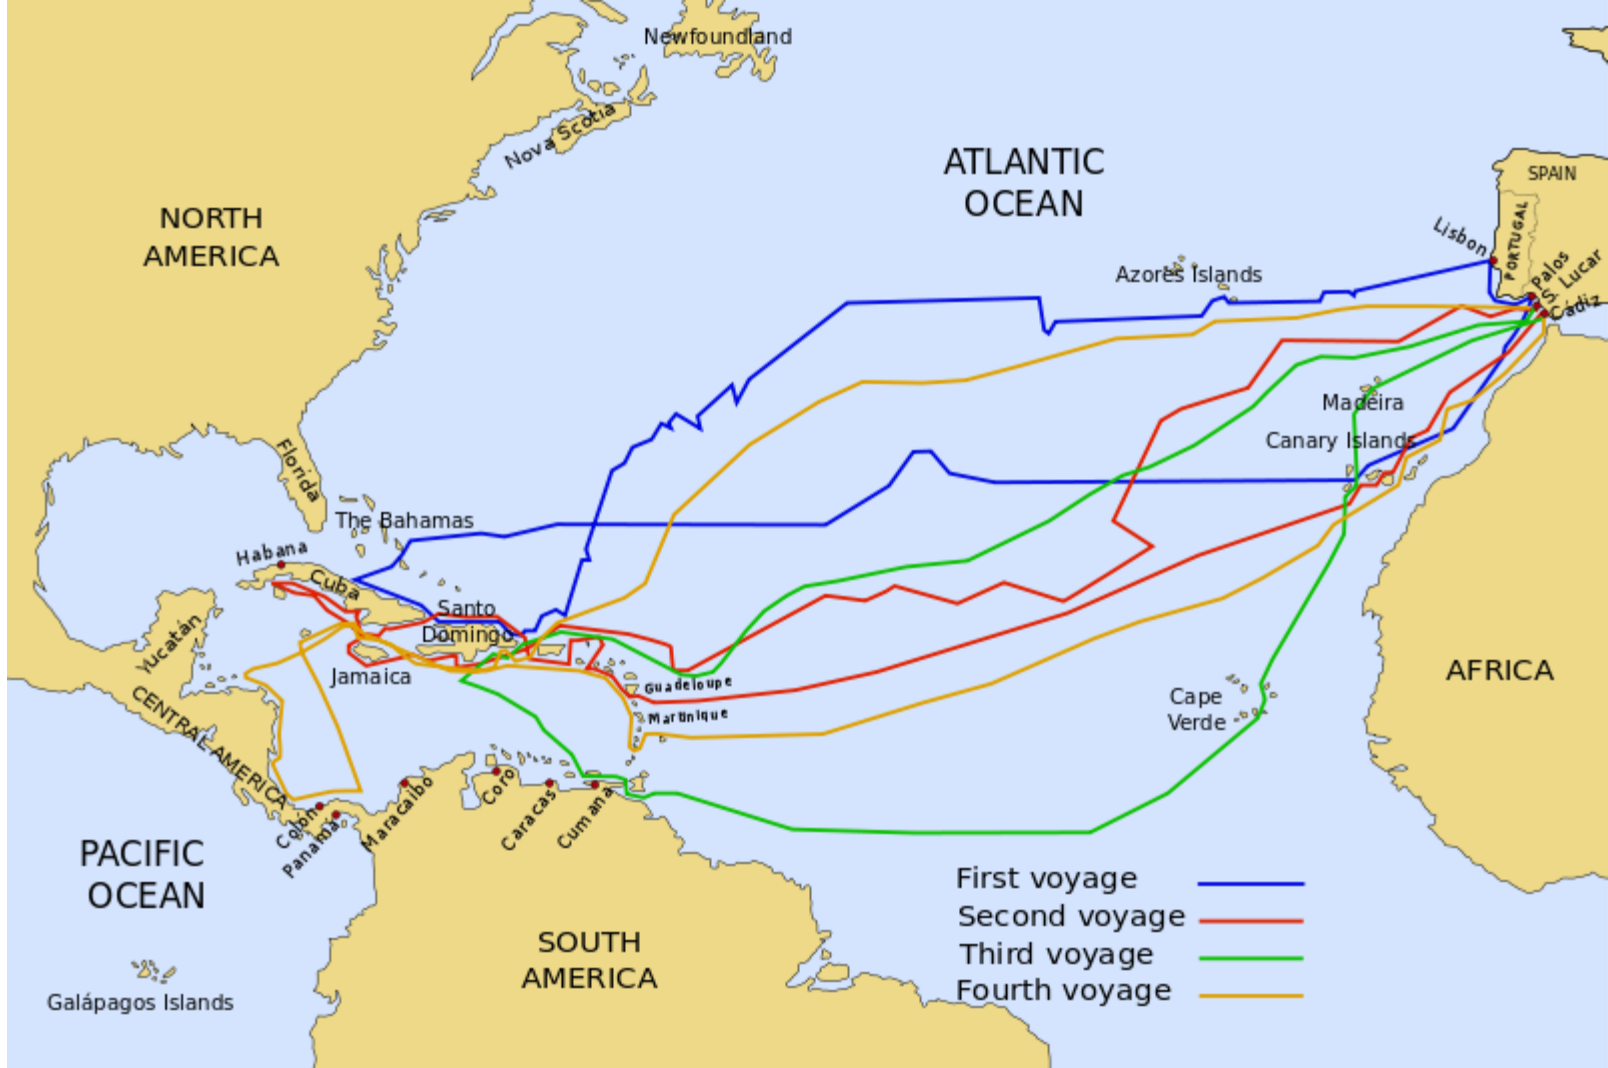 Newfoundland
Nova Scotia
ATLANTIC
OCEAN
SPAIN
PORTUGAL
NORTH
AMERICA
Lisbon
Palos
S. Lucar
Cádiz
Azores Islands
Madeira
Canary Islands
Florida
The Bahamas
Habana
Cuba
Santo
Domingo
Yucatán
Jamaica
Guadeloupe
Martinique
CENTRAL AMERICA
AFRICA
Cape
Verde
Colón
Panamá
Maracaibo
Coro
Caracas
Cumana
PACIFIC
OCEAN
SOUTH
AMERICA
Galápagos Islands
First voyage
Second voyage
Third voyage
Fourth voyage